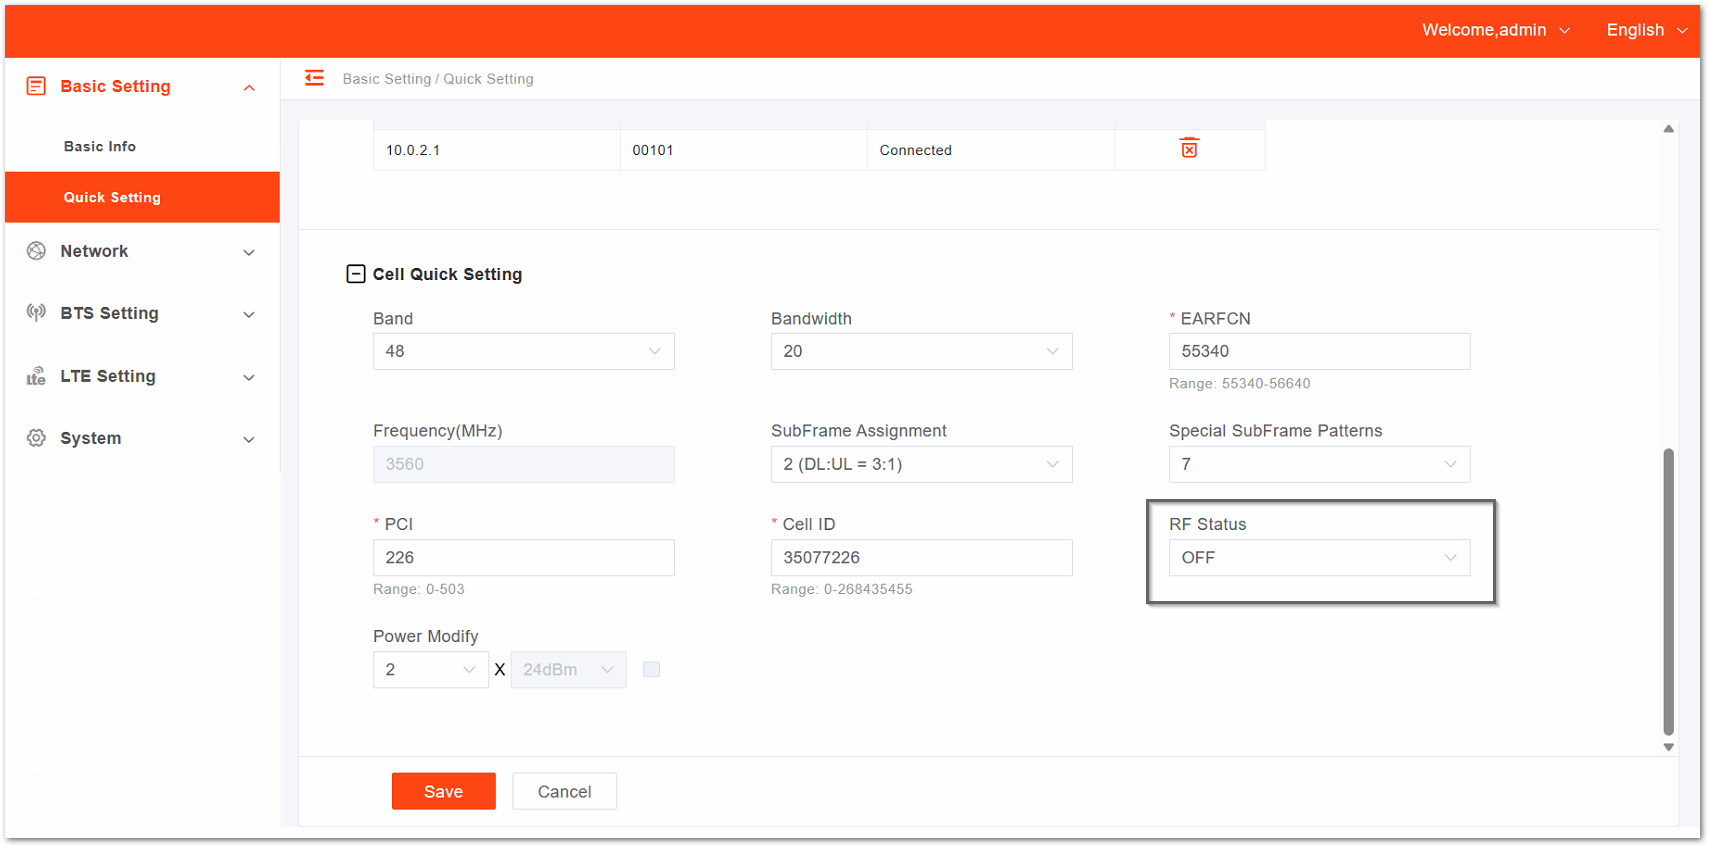 Welcome,admin English
Basic Setting
Basic Info
Quick Setting
Network
BTS Setting
LTE Setting
System
Basic Setting / Quick Setting
10.0.2.1 00101 Connected
Cell Quick Setting
Band Bandwidth * EARFCN
48 20 55340
Range: 55340-56640
Frequency(MHz) SubFrame Assignment Special SubFrame Patterns
3560 2 (DL:UL = 3:1) 7
* PCI * Cell ID RF Status
226 35077226 OFF
Range: 0-503 Range: 0-268435455
Power Modify
2 X 24dBm
Save Cancel